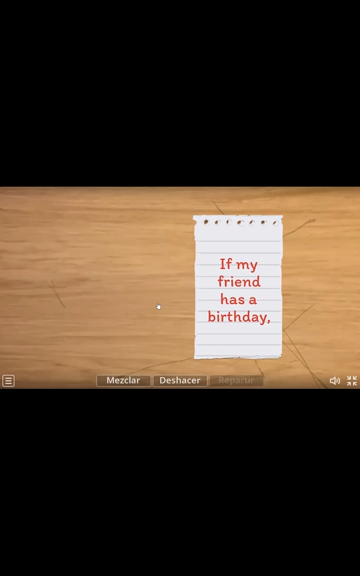 If my
friend
has a
birthday,
Mezclar
Deshacer
Repartir